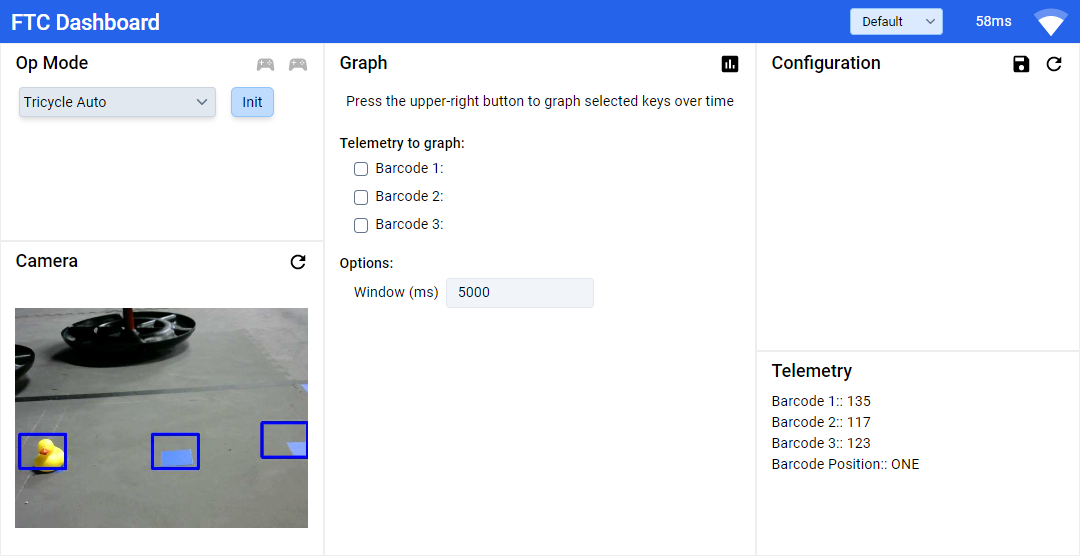 FTC Dashboard
Default
58ms
Op Mode
Tricycle Auto
Init
Camera
Graph
Press the upper-right button to graph selected keys over time
Telemetry to graph:
Barcode 1:
Barcode 2:
Barcode 3:
Options:
Window (ms) 5000
Configuration
Telemetry
Barcode 1:: 135
Barcode 2:: 117
Barcode 3:: 123
Barcode Position:: ONE